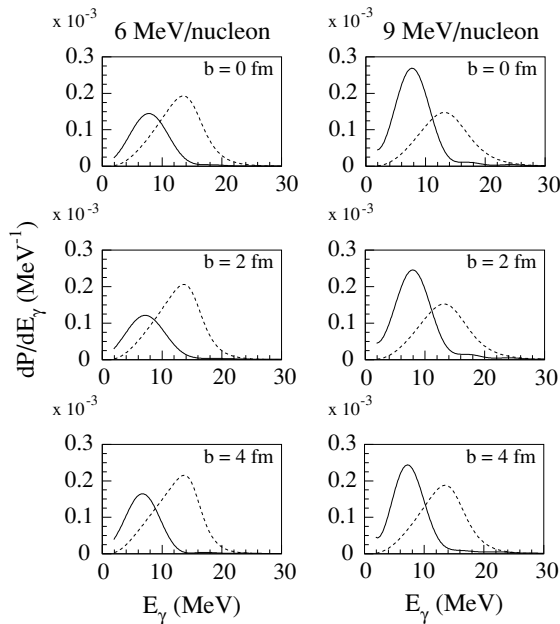 6 MeV/nucleon 9 MeV/nucleon
x 10⁻³ x 10⁻³
b = 0 fm b = 0 fm
0.3 0.3
0.2 0.2
0.1 0.1
0 0
0 10 20 30 0 10 20 30
x 10⁻³ x 10⁻³
b = 2 fm b = 2 fm
0.3 0.3
0.2 0.2
0.1 0.1
0 0
0 10 20 30 0 10 20 30
dP/dE_γ (MeV⁻¹)
x 10⁻³ x 10⁻³
b = 4 fm b = 4 fm
0.3 0.3
0.2 0.2
0.1 0.1
0 0
0 10 20 30 0 10 20 30
E_γ (MeV) E_γ (MeV)